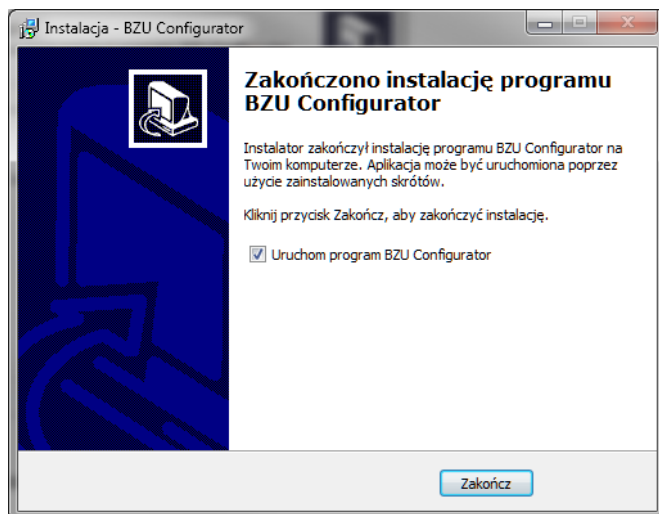 Instalacja - BZU Configurator
Zakończono instalację programu
BZU Configurator
Instalator zakończył instalację programu BZU Configurator na
Twoim komputerze. Aplikacja może być uruchomiona poprzez
użycie zainstalowanych skrótów.
Kliknij przycisk Zakończ, aby zakończyć instalację.
Uruchom program BZU Configurator
Zakończ